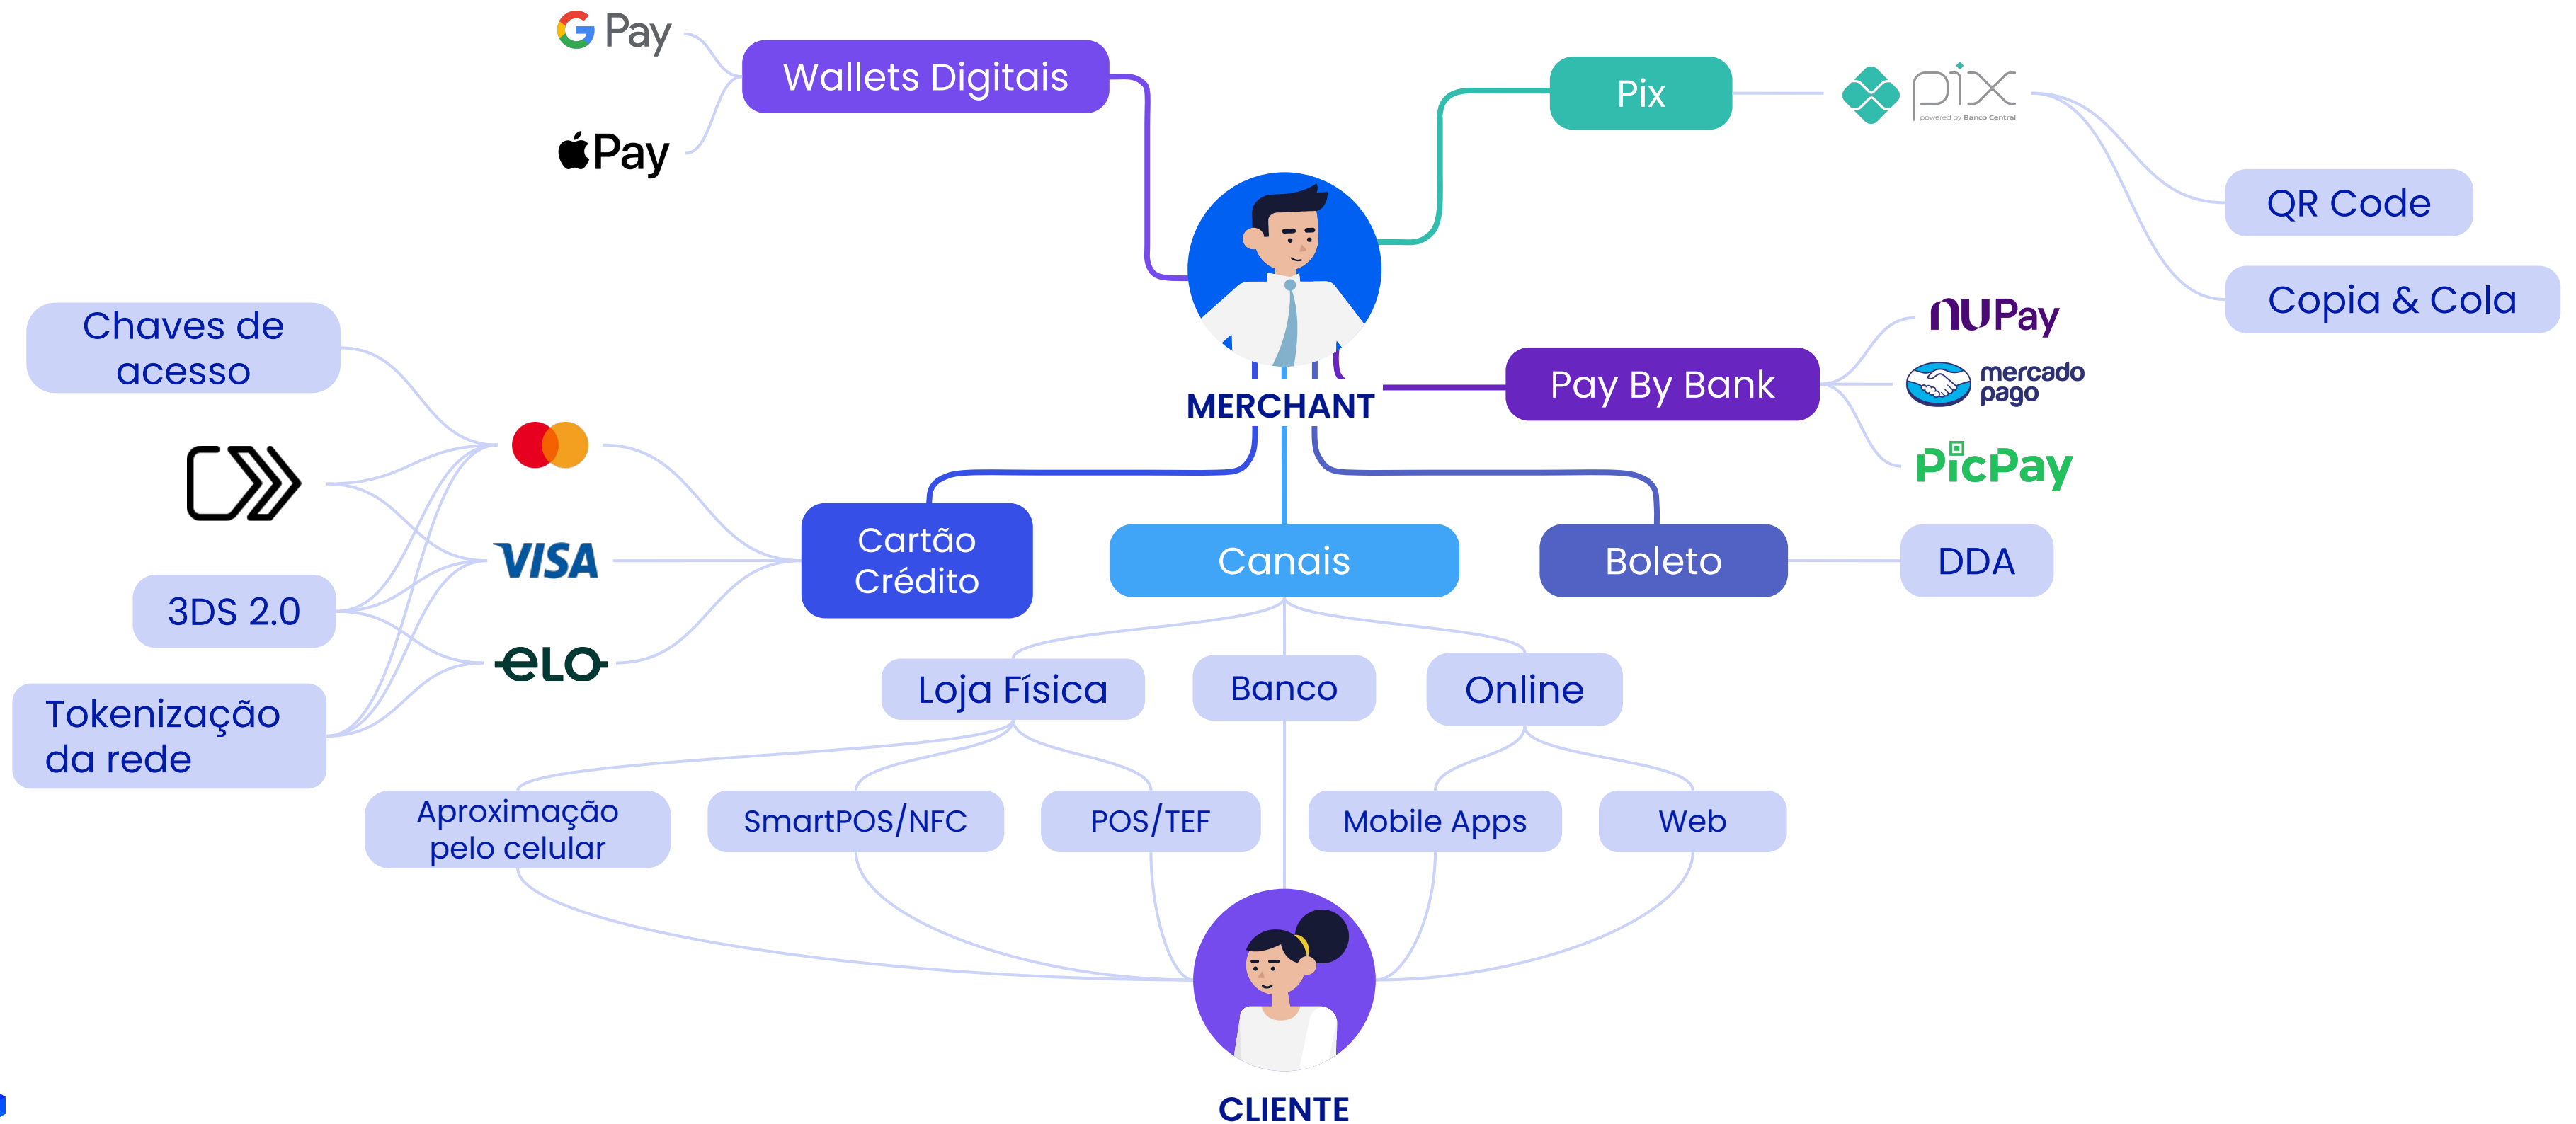 G Pay
Wallets Digitais
Pay
Pix
pix
powered by Banco Central
QR Code
Copia & Cola
MERCHANT
Pay By Bank
nuPay
mercado
pago
PicPay
Chaves de
acesso
VISA
elo
3DS 2.0
Tokenização
da rede
Cartão
Crédito
Canais
Boleto
DDA
Loja Física
Banco
Online
Aproximação
pelo celular
SmartPOS/NFC
POS/TEF
Mobile Apps
Web
CLIENTE